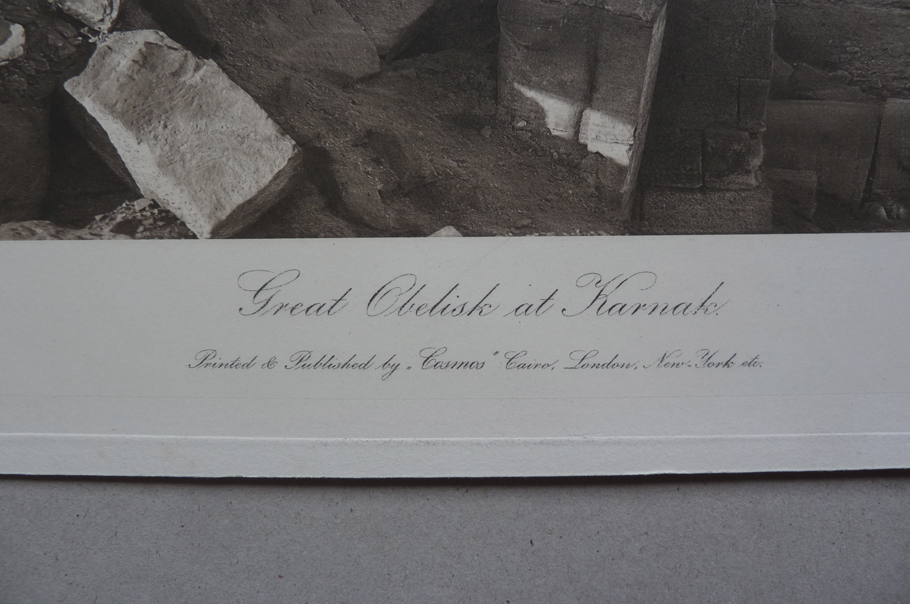 Great Obelisk at Karnak.
Printed & Published by „Cosmos“ Cairo, London, New-York etc.